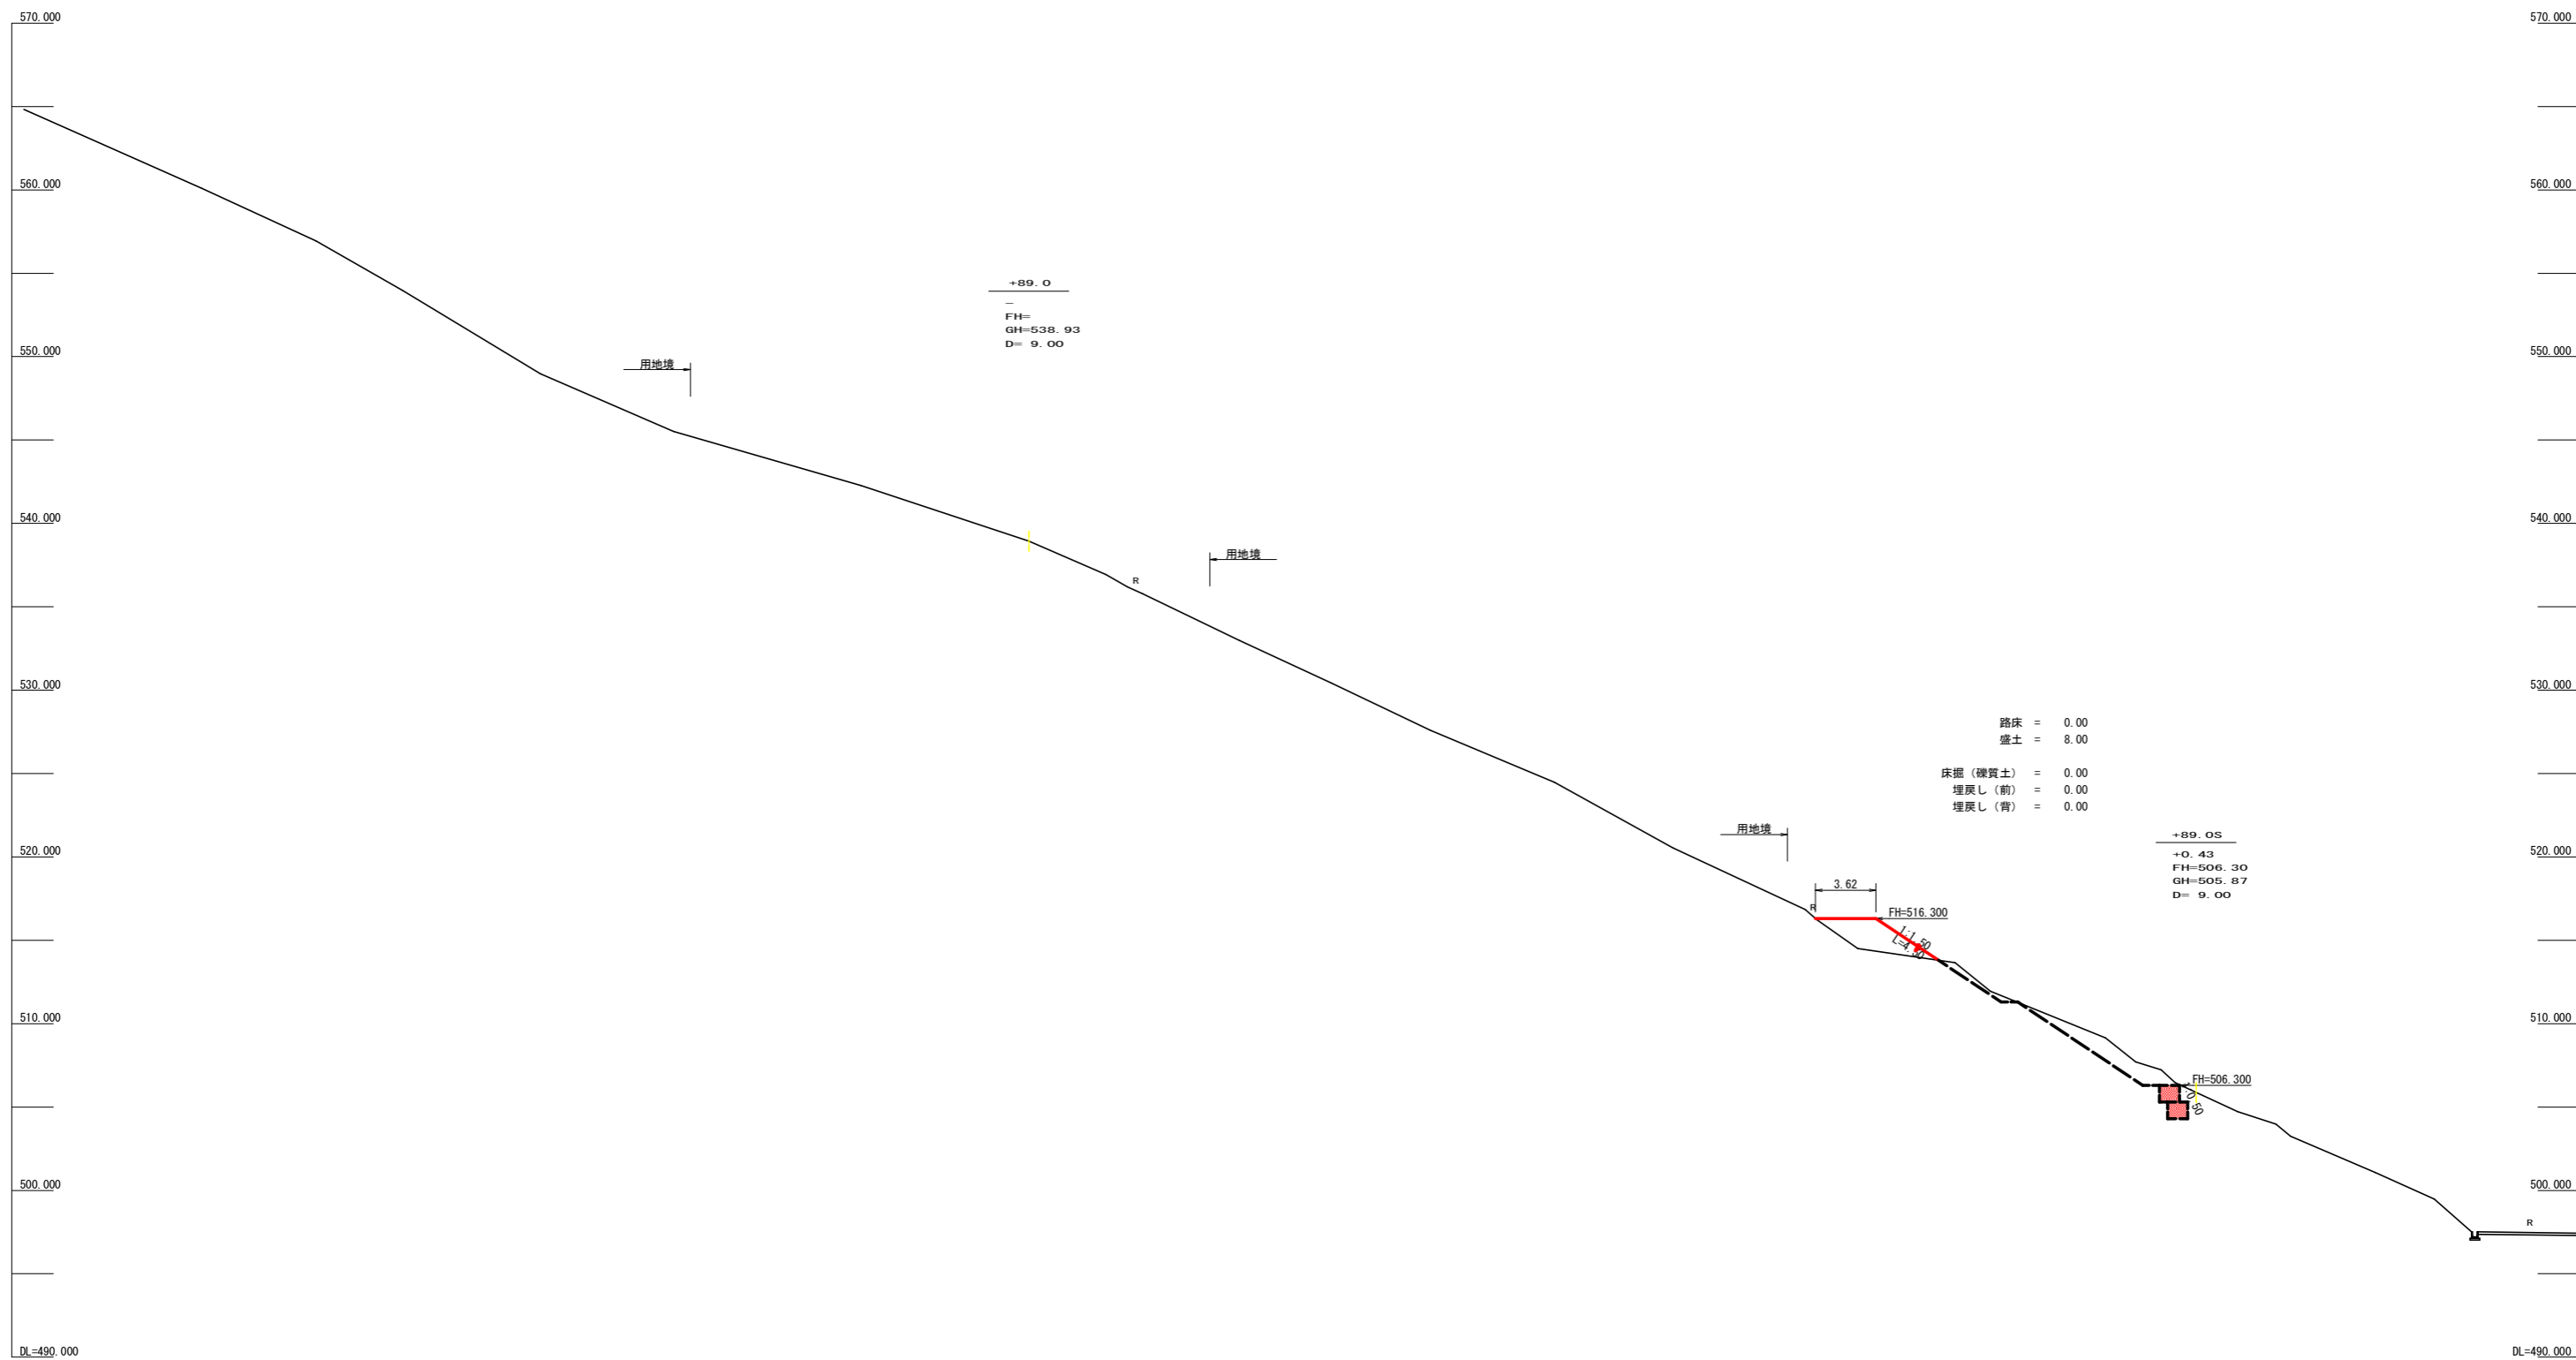 570.000
570.000
560.000
560.000
+89.0
—
FH=
GH=538.93
D= 9.00
550.000
550.000
用地境
540.000
540.000
用地境
R
530.000
530.000
路床 = 0.00
盛土 = 8.00
床掘（礫質土） = 0.00
埋戻し（前） = 0.00
埋戻し（背） = 0.00
用地境
+89.0S
+0.43
FH=506.30
GH=505.87
D= 9.00
520.000
520.000
3.62
R
FH=516.300
1:1.50
L=4.50
510.000
510.000
FH=506.300
500.000
500.000
R
DL=490.000
DL=490.000